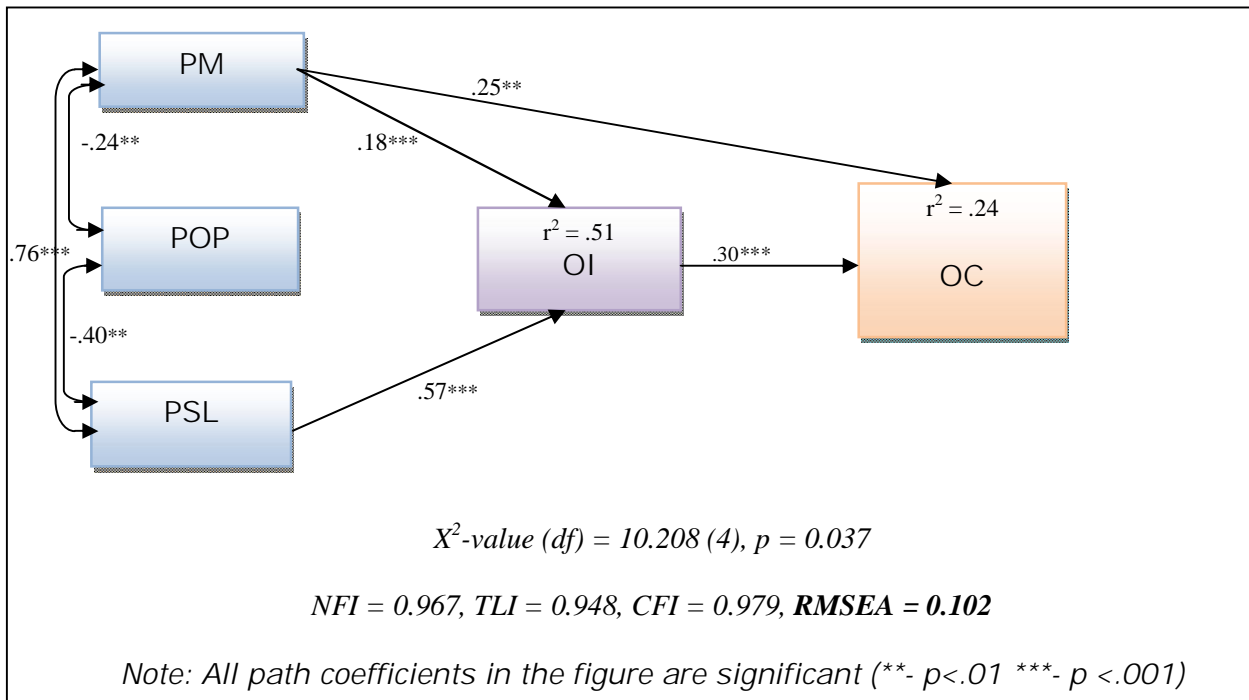 PM
.25**
-.24**
.18***
r² = .51
r² = .24
POP
OI
.76***
.30***
OC
-.40**
PSL
.57***
X²-value (df) = 10.208 (4), p = 0.037
NFI = 0.967, TLI = 0.948, CFI = 0.979, RMSEA = 0.102
Note: All path coefficients in the figure are significant (**- p<.01 ***- p <.001)